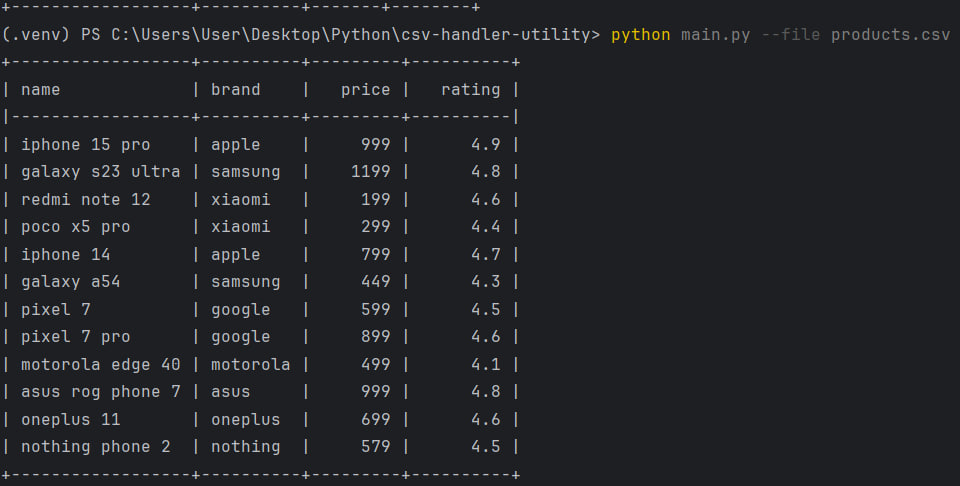 +------------------+----------+-------+--------+
(.venv) PS C:\Users\User\Desktop\Python\csv-handler-utility> python main.py --file products.csv
+------------------+----------+---------+----------+
| name             | brand    |   price |   rating |
|------------------+----------+---------+----------|
| iphone 15 pro    | apple    |     999 |      4.9 |
| galaxy s23 ultra | samsung  |    1199 |      4.8 |
| redmi note 12    | xiaomi   |     199 |      4.6 |
| poco x5 pro      | xiaomi   |     299 |      4.4 |
| iphone 14        | apple    |     799 |      4.7 |
| galaxy a54       | samsung  |     449 |      4.3 |
| pixel 7          | google   |     599 |      4.5 |
| pixel 7 pro      | google   |     899 |      4.6 |
| motorola edge 40 | motorola |     499 |      4.1 |
| asus rog phone 7 | asus     |     999 |      4.8 |
| oneplus 11       | oneplus  |     699 |      4.6 |
| nothing phone 2  | nothing  |     579 |      4.5 |
+------------------+----------+---------+----------+